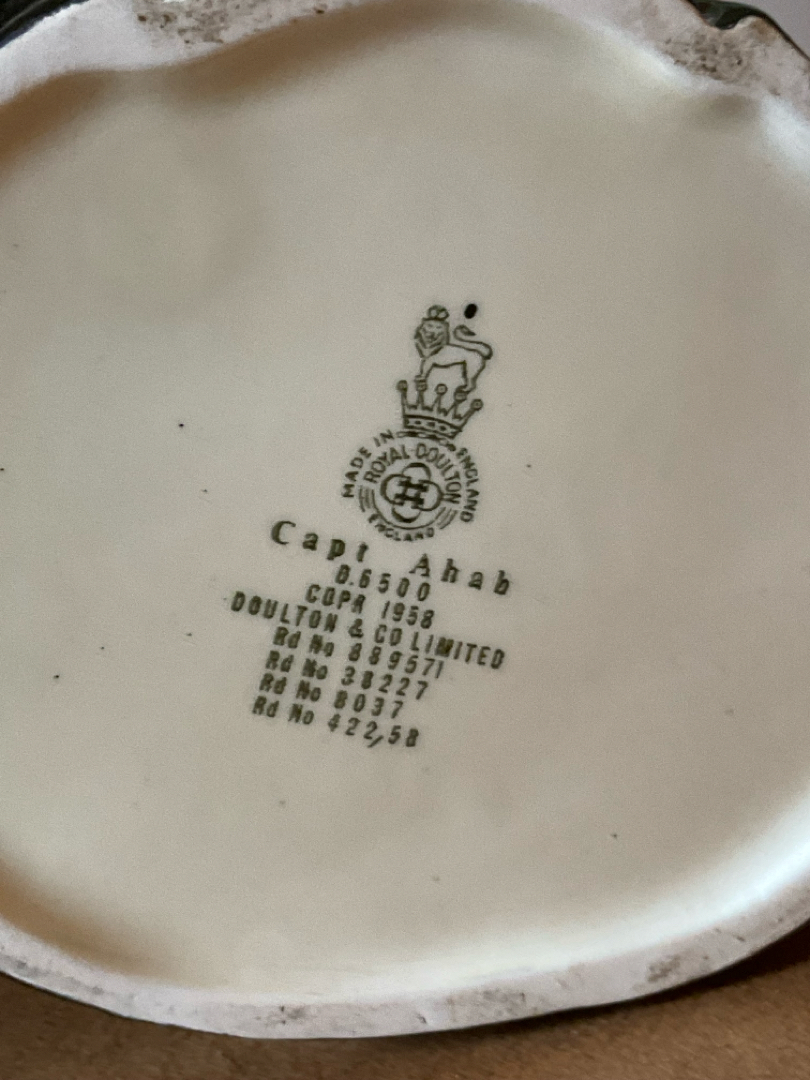 MADE IN ENGLAND
ROYAL DOULTON
ENGLAND
Capt Ahab
D.6500
COPR 1958
DOULTON & CO LIMITED
Rd No 889571
Rd No 38227
Rd No 8037
Rd No 422/58